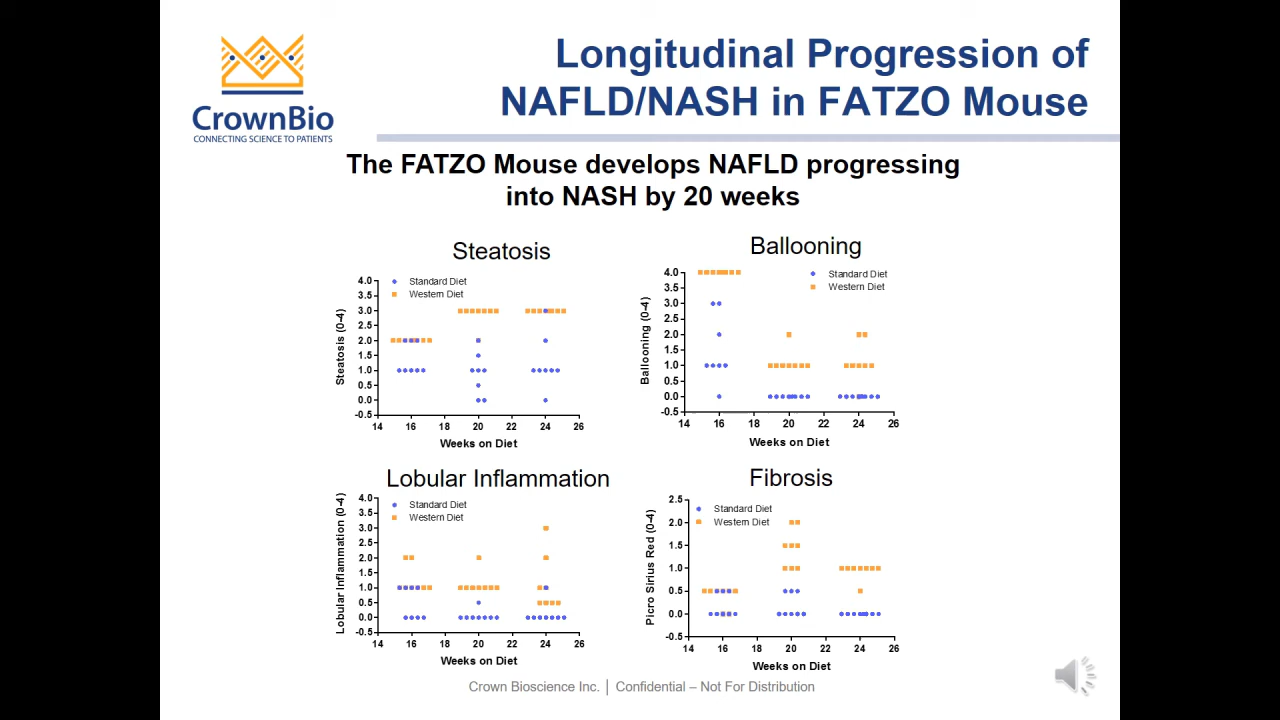 CrownBio
CONNECTING SCIENCE TO PATIENTS
Longitudinal Progression of
NAFLD/NASH in FATZO Mouse
The FATZO Mouse develops NAFLD progressing
into NASH by 20 weeks
Steatosis
Standard Diet
Western Diet
Steatosis (0-4)
4.0
3.5
3.0
2.5
2.0
1.5
1.0
0.5
0.0
-0.5
14 16 18 20 22 24 26
Weeks on Diet
Ballooning
Standard Diet
Western Diet
Ballooning (0-4)
4.0
3.5
3.0
2.5
2.0
1.5
1.0
0.5
0.0
-0.5
14 16 18 20 22 24 26
Weeks on Diet
Lobular Inflammation
Standard Diet
Western Diet
Lobular Inflammation (0-4)
4.0
3.5
3.0
2.5
2.0
1.5
1.0
0.5
0.0
-0.5
14 16 18 20 22 24 26
Weeks on Diet
Fibrosis
Standard Diet
Western Diet
Picro Sirius Red (0-4)
2.5
2.0
1.5
1.0
0.5
0.0
-0.5
14 16 18 20 22 24 26
Weeks on Diet
Crown Bioscience Inc. | Confidential – Not For Distribution